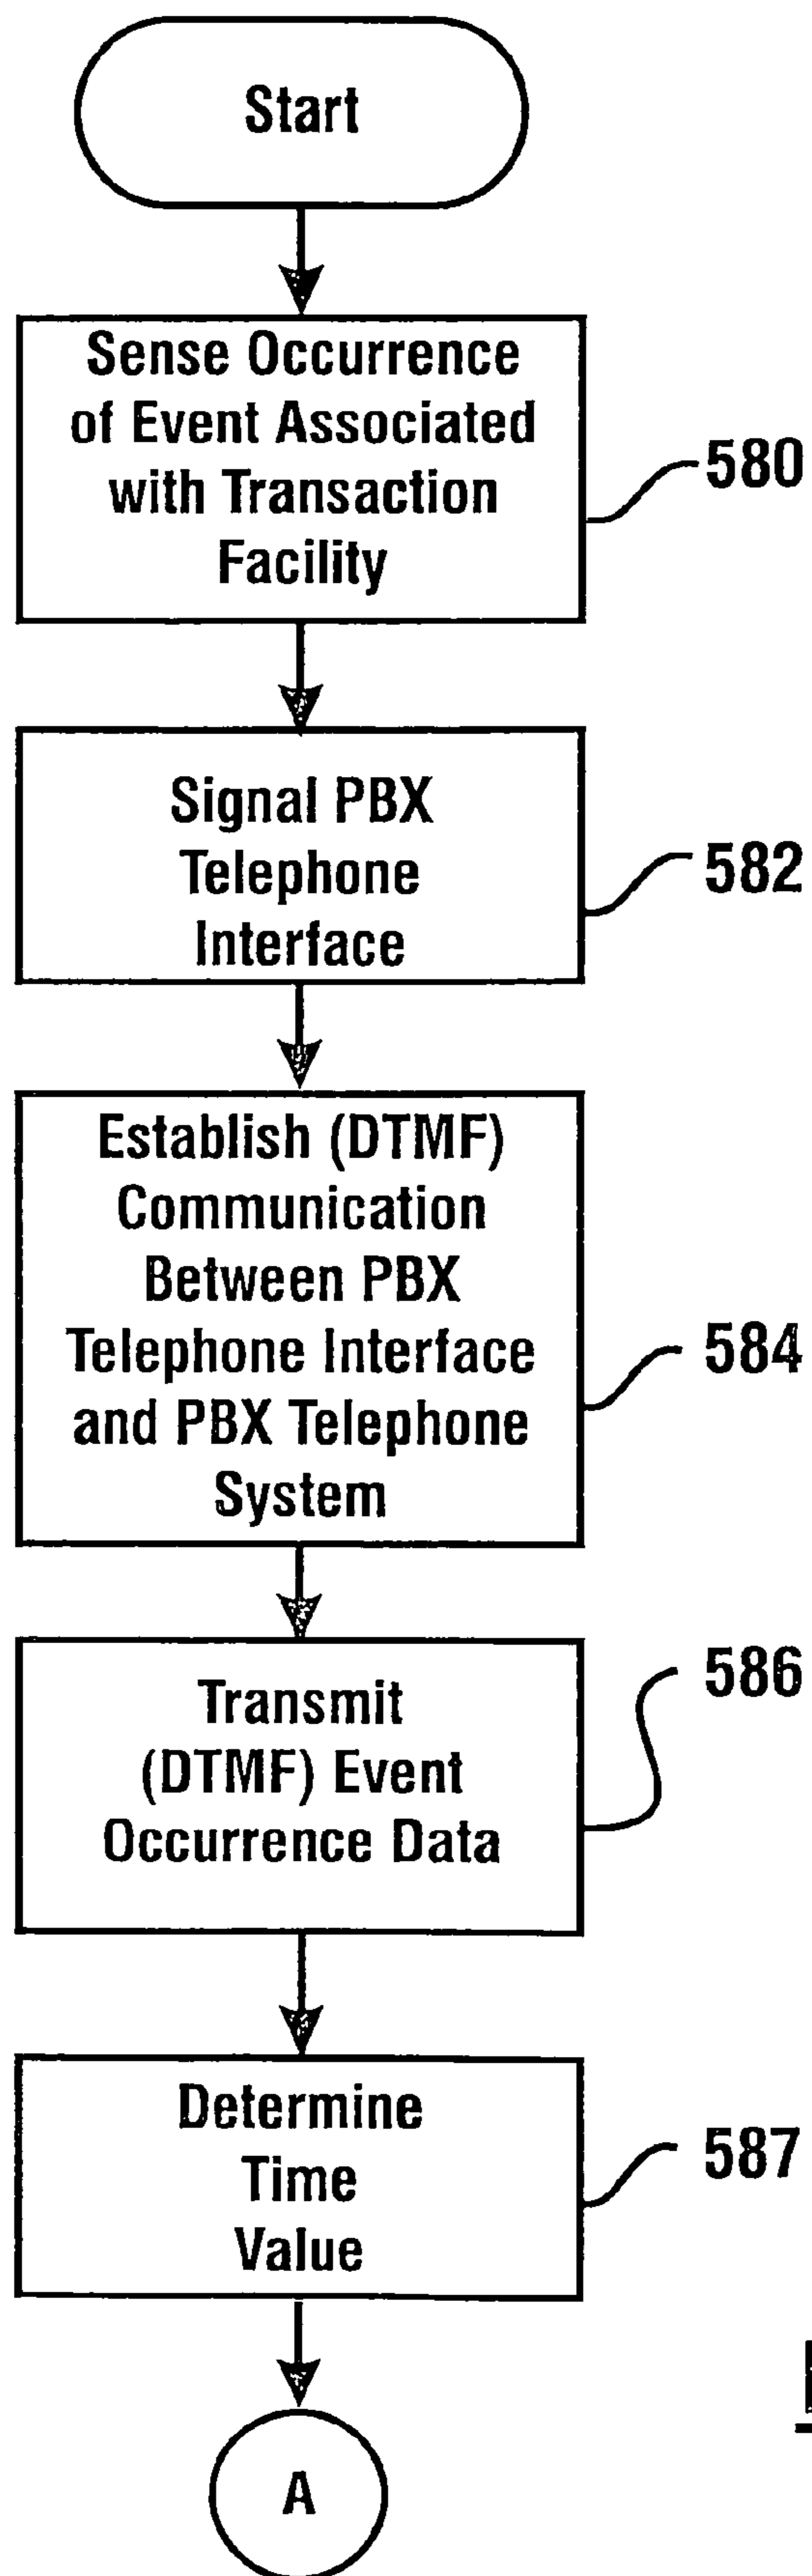 Start
Sense Occurrence
of Event Associated
with Transaction
Facility
580
Signal PBX
Telephone
Interface
582
Establish (DTMF)
Communication
Between PBX
Telephone Interface
and PBX Telephone
System
584
Transmit
(DTMF) Event
Occurrence Data
586
Determine
Time
Value
587
A